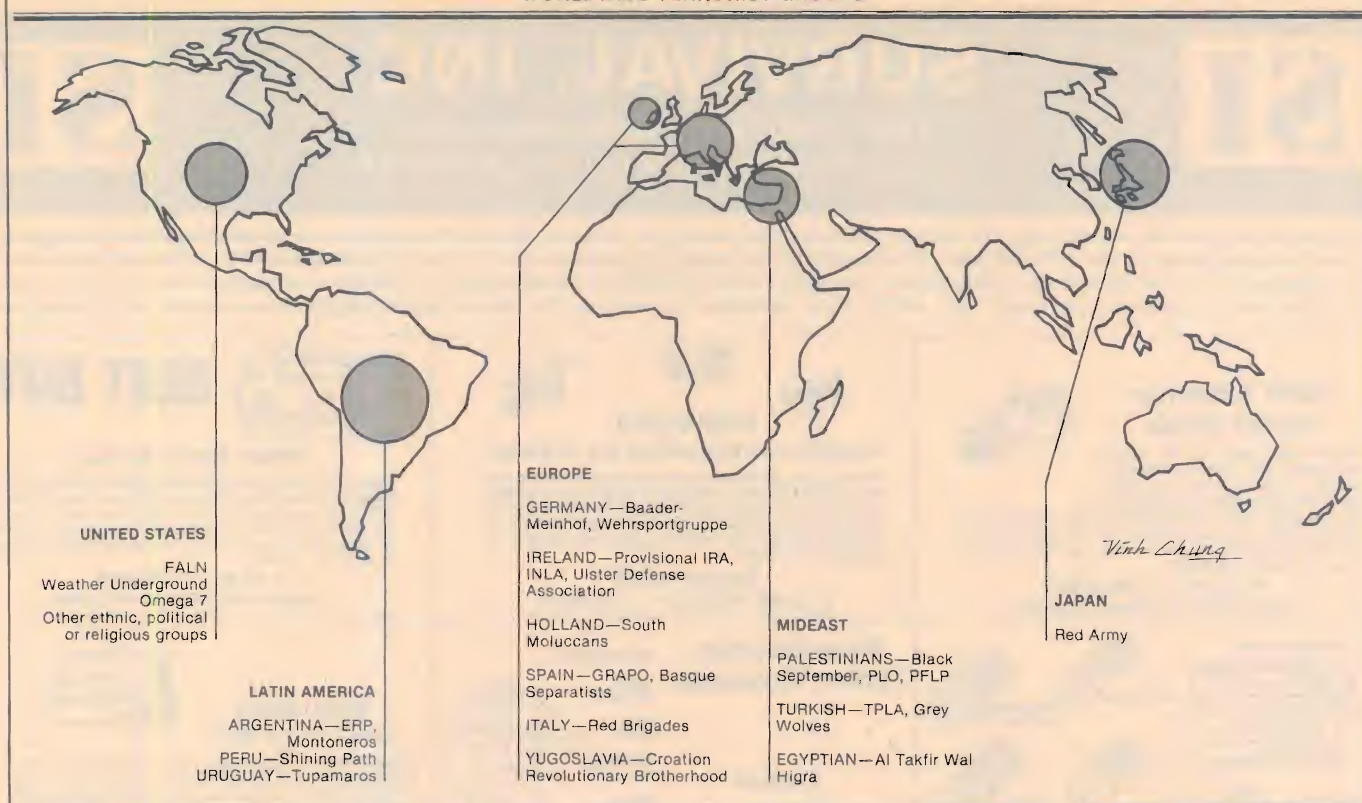 UNITED STATES
FALN
Weather Underground
Omega 7
Other ethnic, political
or religious groups
LATIN AMERICA
ARGENTINA—ERP,
Montoneros
PERU—Shining Path
URUGUAY—Tupamaros
EUROPE
GERMANY—Baader-
Meinhof, Wehrsportgruppe
IRELAND—Provisional IRA,
INLA, Ulster Defense
Association
HOLLAND—South
Moluccans
SPAIN—GRAPO, Basque
Separatists
ITALY—Red Brigades
YUGOSLAVIA—Croation
Revolutionary Brotherhood
MIDEAST
PALESTINIANS—Black
September, PLO, PFLP
TURKISH—TPLA, Grey
Wolves
EGYPTIAN—Al Takfir Wal
Higra
Vinh Chung
JAPAN
Red Army